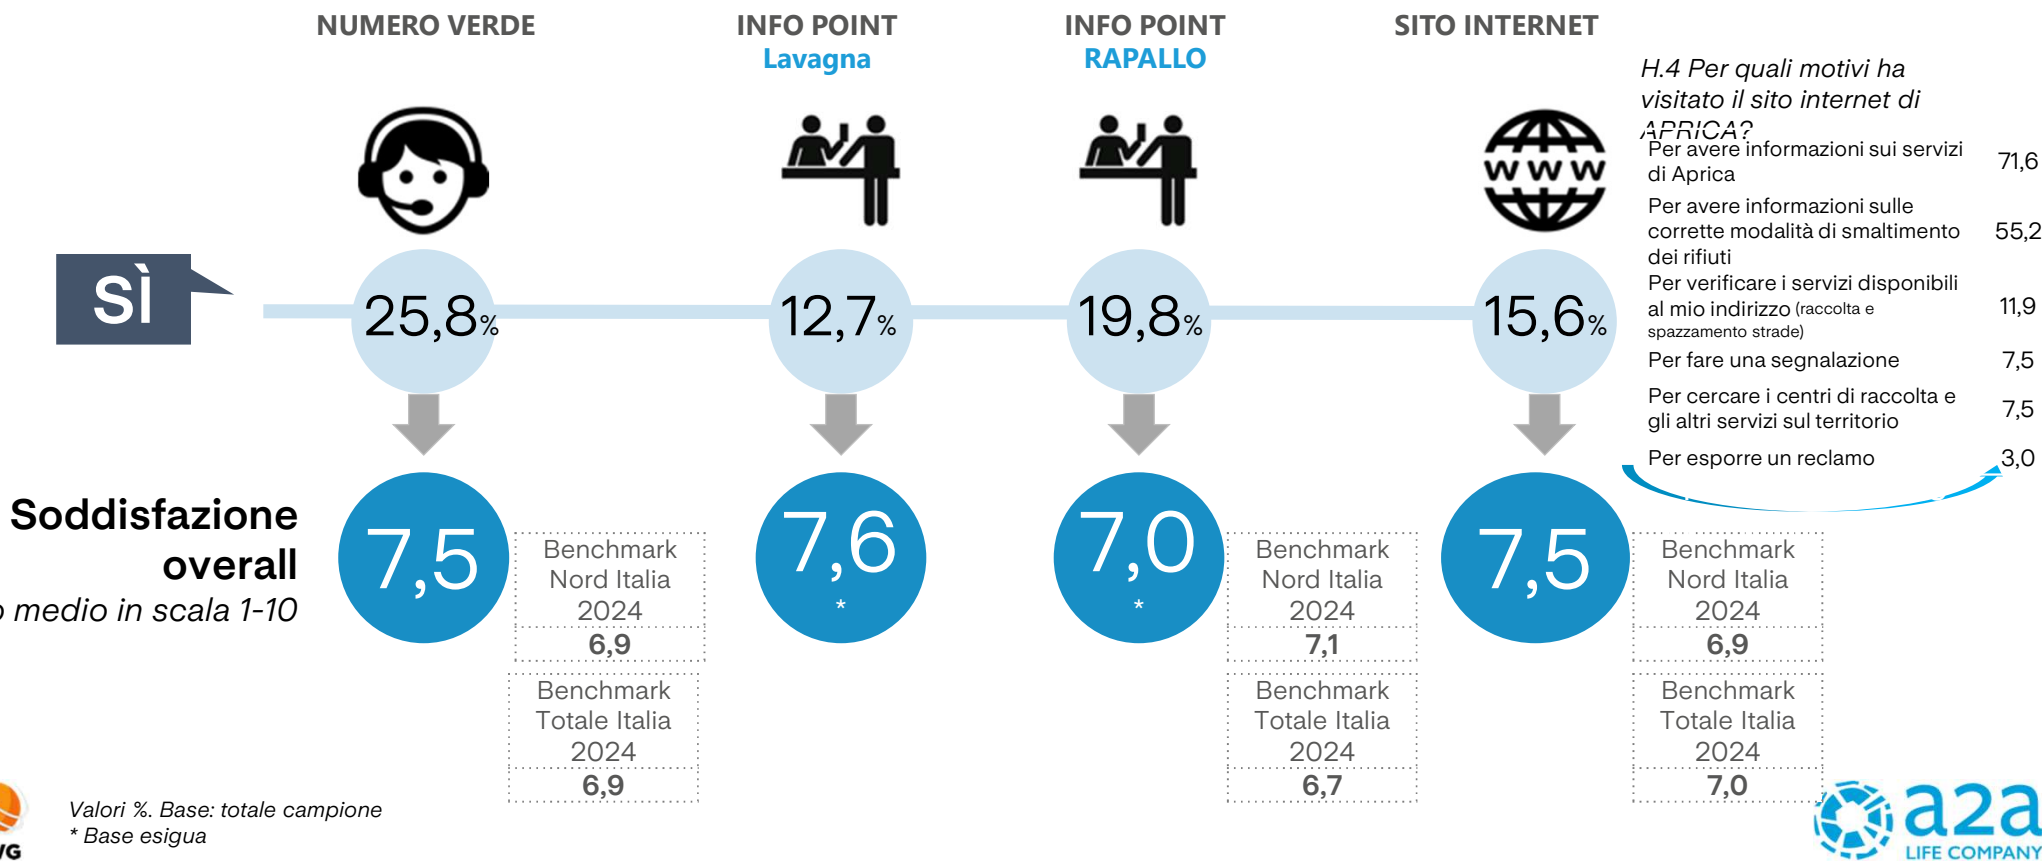 NUMERO VERDE
INFO POINT
Lavagna
INFO POINT
RAPALLO
SITO INTERNET
H.4 Per quali motivi ha
visitato il sito internet di
APRICA?
Per avere informazioni sui servizi
di Aprica
71,6
Per avere informazioni sulle
corrette modalità di smaltimento
dei rifiuti
55,2
Per verificare i servizi disponibili
al mio indirizzo (raccolta e
spazzamento strade)
11,9
Per fare una segnalazione
7,5
Per cercare i centri di raccolta e
gli altri servizi sul territorio
7,5
Per esporre un reclamo
3,0
www
SÌ
25,8%
12,7%
19,8%
15,6%
Soddisfazione
overall
medio in scala 1-10
7,5
Benchmark
Nord Italia
2024
6,9
Benchmark
Totale Italia
2024
6,9
7,6
*
7,0
*
Benchmark
Nord Italia
2024
7,1
Benchmark
Totale Italia
2024
6,7
7,5
Benchmark
Nord Italia
2024
6,9
Benchmark
Totale Italia
2024
7,0
Valori %. Base: totale campione
* Base esigua
a2a
LIFE COMPANY